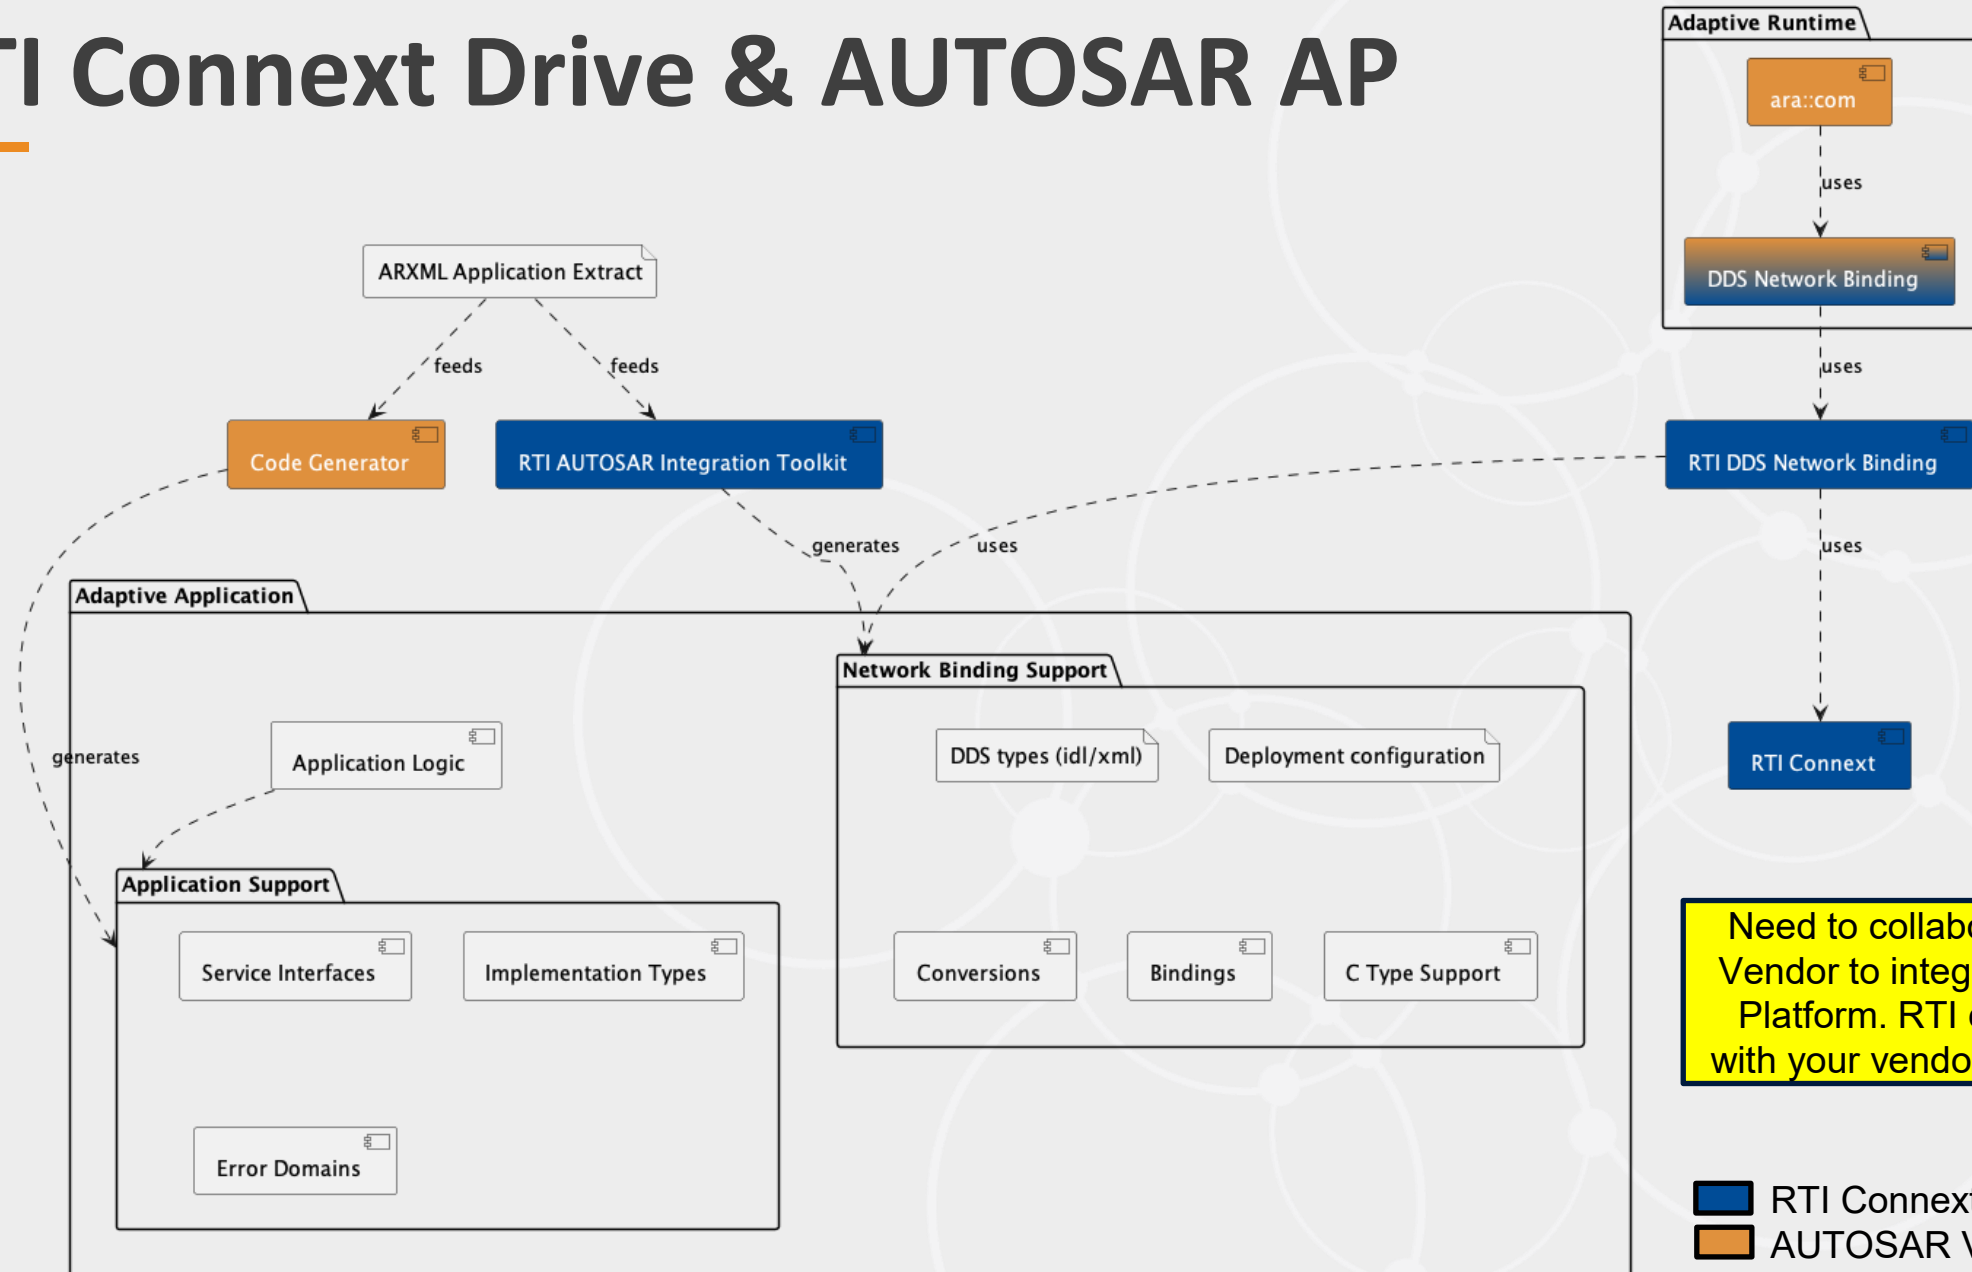 TI Connext Drive & AUTOSAR AP
Adaptive Runtime
ara::com
uses
DDS Network Binding
ARXML Application Extract
feeds
feeds
uses
Code Generator
RTI AUTOSAR Integration Toolkit
RTI DDS Network Binding
generates
uses
uses
Adaptive Application
Network Binding Support
generates
Application Logic
DDS types (idl/xml)
Deployment configuration
RTI Connext
Application Support
Service Interfaces
Implementation Types
Conversions
Bindings
C Type Support
Error Domains
Need to collabo
Vendor to integ
Platform. RTI
with your vendo
RTI Connext
AUTOSAR V